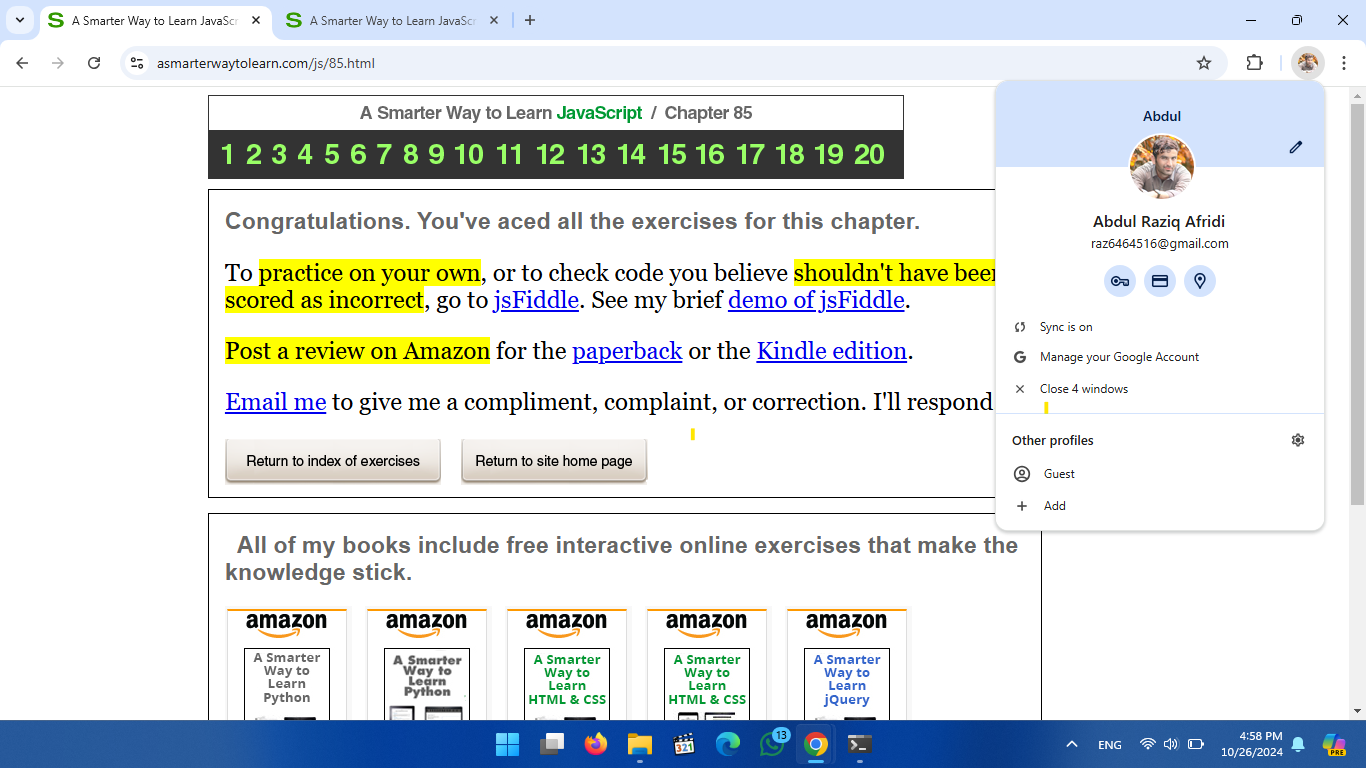 A Smarter Way to Learn JavaSc
A Smarter Way to Learn JavaSc
asmarterwaytolearn.com/js/85.html
A Smarter Way to Learn JavaScript / Chapter 85
1 2 3 4 5 6 7 8 9 10 11 12 13 14 15 16 17 18 19 20
Congratulations. You've aced all the exercises for this chapter.
To practice on your own, or to check code you believe shouldn't have been
scored as incorrect, go to jsFiddle. See my brief demo of jsFiddle.
Post a review on Amazon for the paperback or the Kindle edition.
Email me to give me a compliment, complaint, or correction. I'll respond
Return to index of exercises
Return to site home page
All of my books include free interactive online exercises that make the
knowledge stick.
amazon
A Smarter
Way to
Learn
Python
amazon
A Smarter
Way to
Learn
Python
amazon
A Smarter
Way to
Learn
HTML & CSS
amazon
A Smarter
Way to
Learn
HTML & CSS
amazon
A Smarter
Way to
Learn
jQuery
Abdul
Abdul Raziq Afridi
raz6464516@gmail.com
Sync is on
Manage your Google Account
Close 4 windows
Other profiles
Guest
Add
321
13
ENG
4:58 PM
10/26/2024
PRE